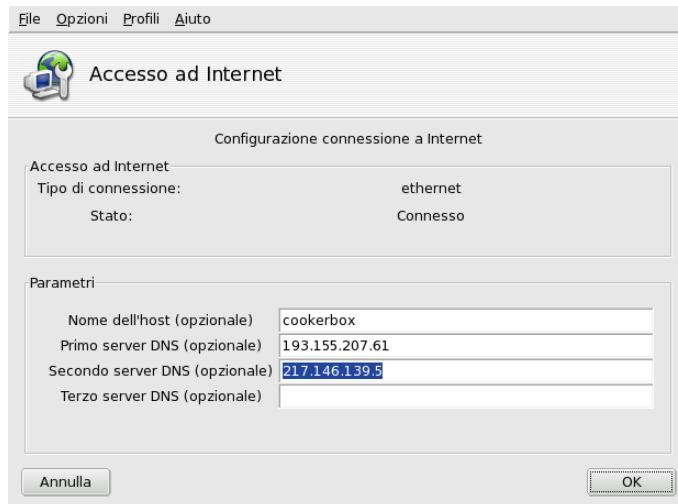 File Opzioni Profili Aiuto
Accesso ad Internet
Configurazione connessione a Internet
Accesso ad Internet
Tipo di connessione: ethernet
Stato: Connesso
Parametri
Nome dell'host (opzionale) cookerbox
Primo server DNS (opzionale) 193.155.207.61
Secondo server DNS (opzionale) 217.146.139.5
Terzo server DNS (opzionale)
Annulla OK